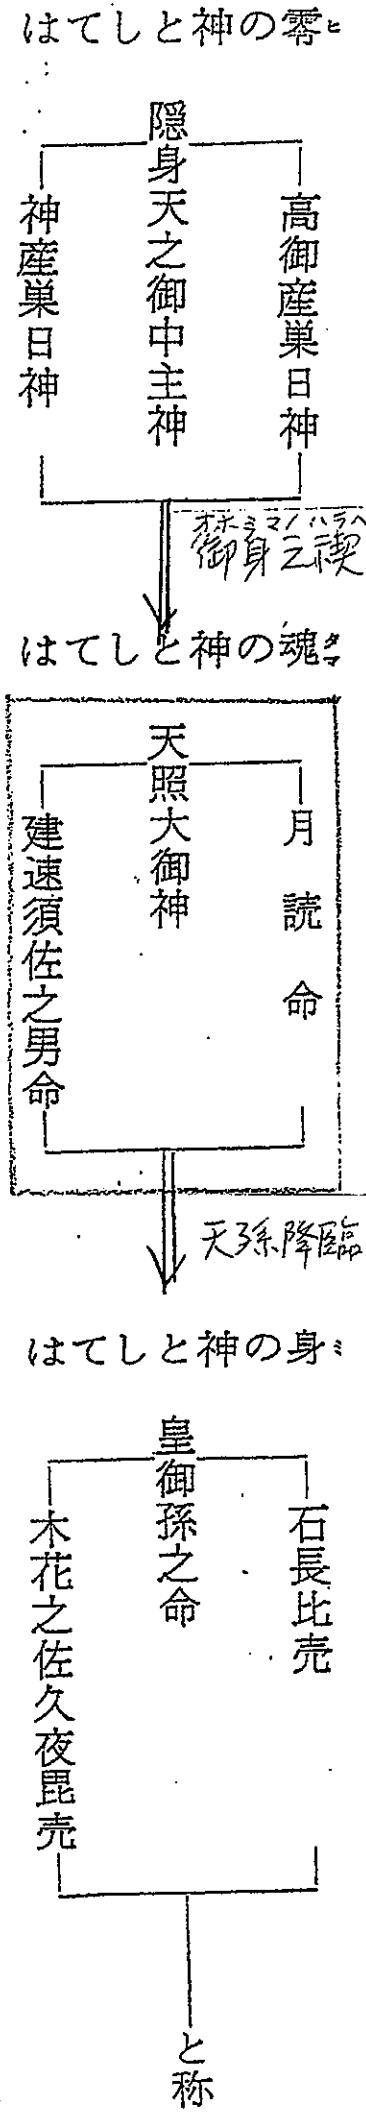 零ヒの神としては
高御産巣日神
隠身天之御中主神
神産巣日神
オホミマノハラヘ
御身之禊
魂タマの神としては
月読命
天照大御神
建速須佐之男命
天孫降臨
身ミの神としては
石長比売
皇御孫之命
木花之佐久夜毘売
と称